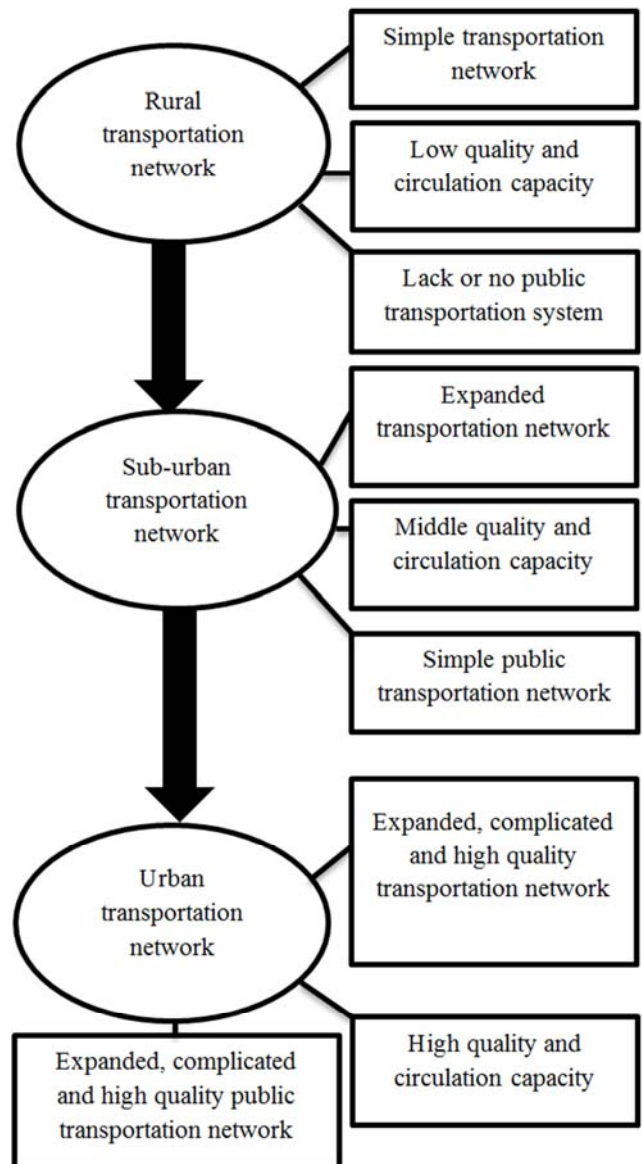 Rural
transportation
network
Simple transportation
network
Low quality and
circulation capacity
Lack or no public
transportation system
Sub-urban
transportation
network
Expanded
transportation network
Middle quality and
circulation capacity
Simple public
transportation network
Urban
transportation
network
Expanded, complicated
and high quality
transportation network
High quality and
circulation capacity
Expanded, complicated
and high quality public
transportation network